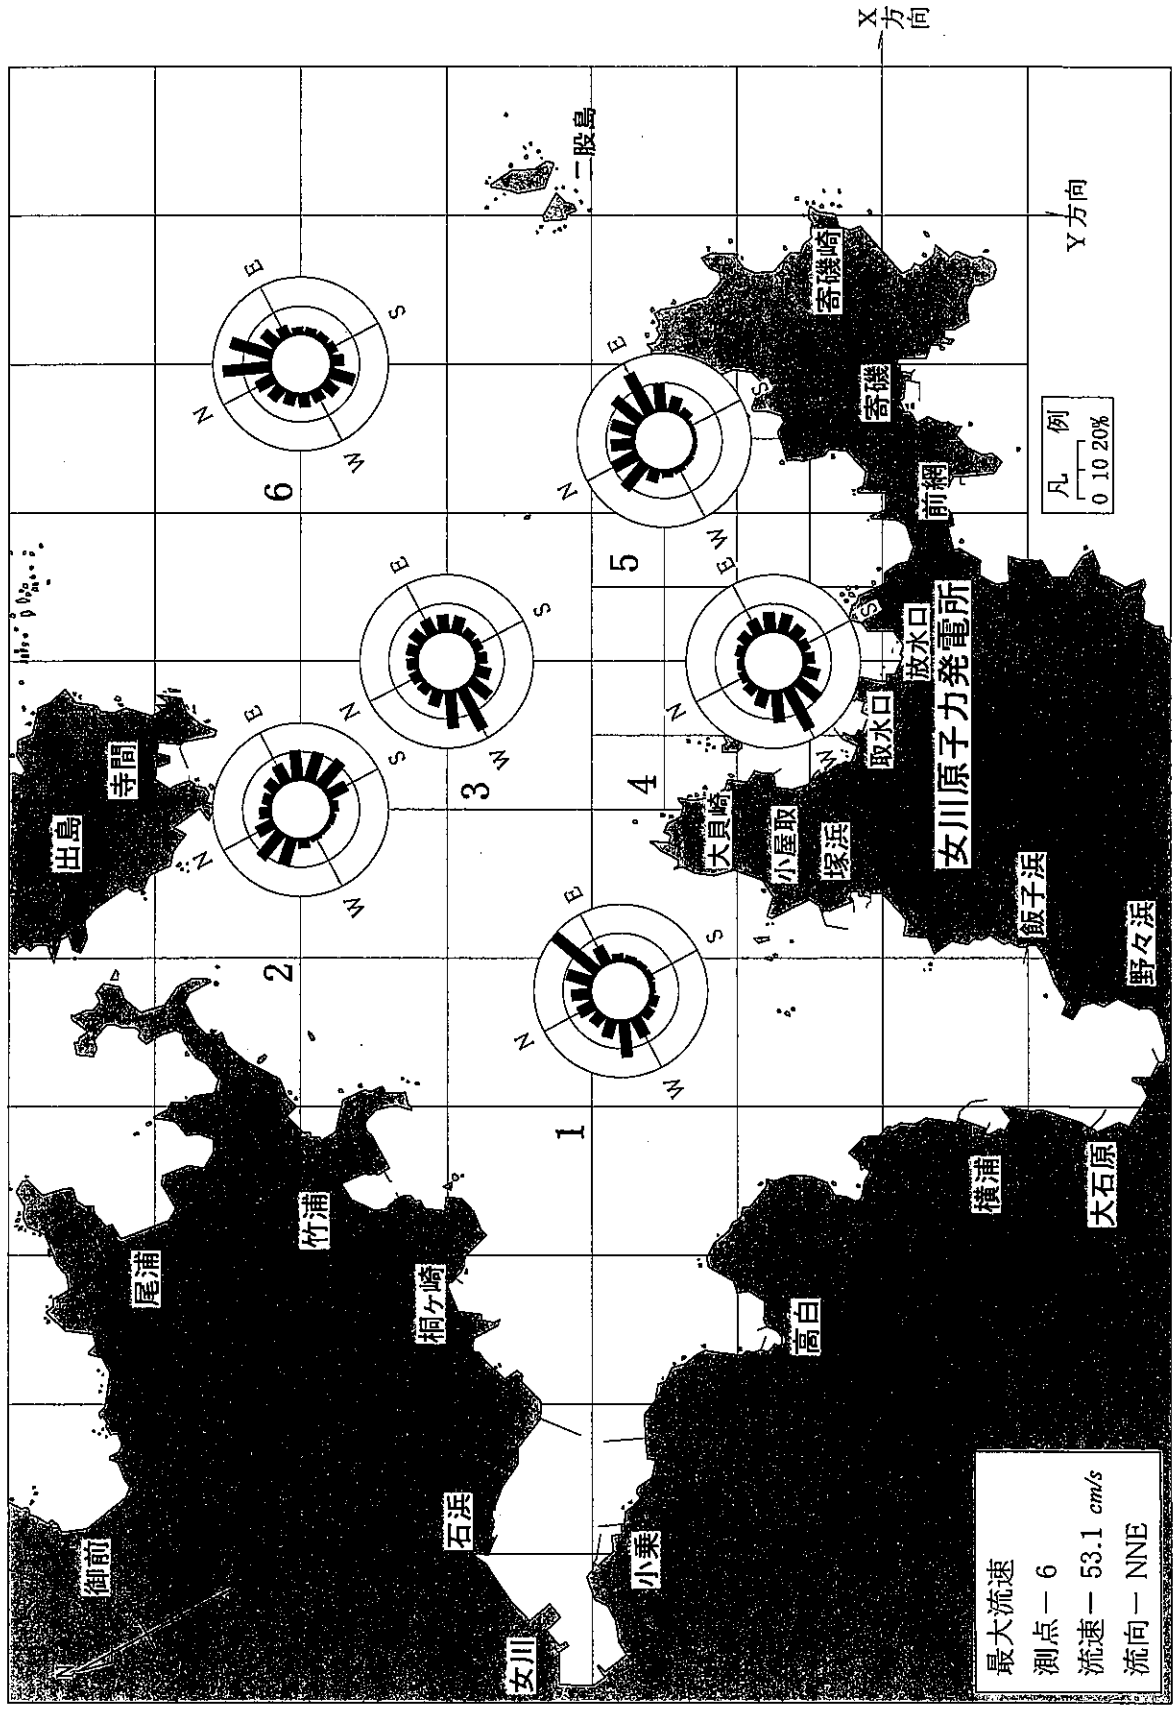 X方向
Y方向
二股島
寄磯崎
寄磯
前網
凡 例
0 10 20%
N
E
S
W
6
N
E
S
W
5
N
E
S
W
3
N
E
S
W
4
N
E
S
W
2
N
E
S
W
1
出島
寺間
大貝崎
小屋取
塚浜
取水口
放水口
女川原子力発電所
飯子浜
野々浜
尾浦
竹浦
桐ヶ崎
横浦
大石原
高白
御前
石浜
小乗
女川
N
最大流速
測点－6
流速－53.1 cm/s
流向－NNE